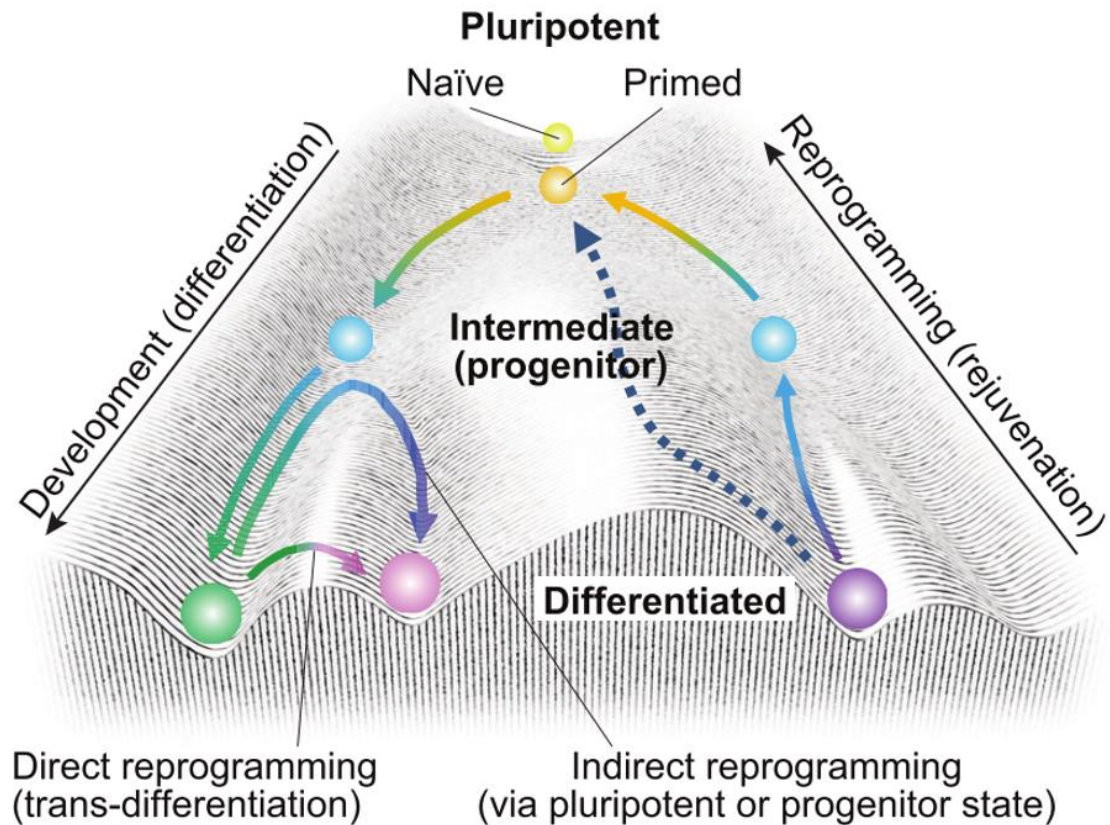 Pluripotent
Naïve
Primed
Development (differentiation)
Reprogramming (rejuvenation)
Intermediate
(progenitor)
Differentiated
Direct reprogramming
(trans-differentiation)
Indirect reprogramming
(via pluripotent or progenitor state)